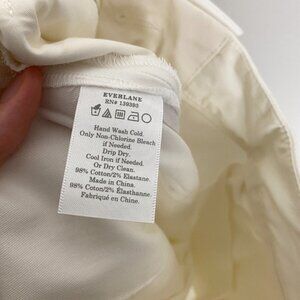 EVERLANE
RN# 139393
Hand Wash Cold.
Only Non-Chlorine Bleach
if Needed.
Drip Dry.
Cool Iron if Needed.
Or Dry Clean.
98% Cotton/2% Elastane.
Made in China.
98% Cotton/2% Élasthanne.
Fabriqué en Chine.